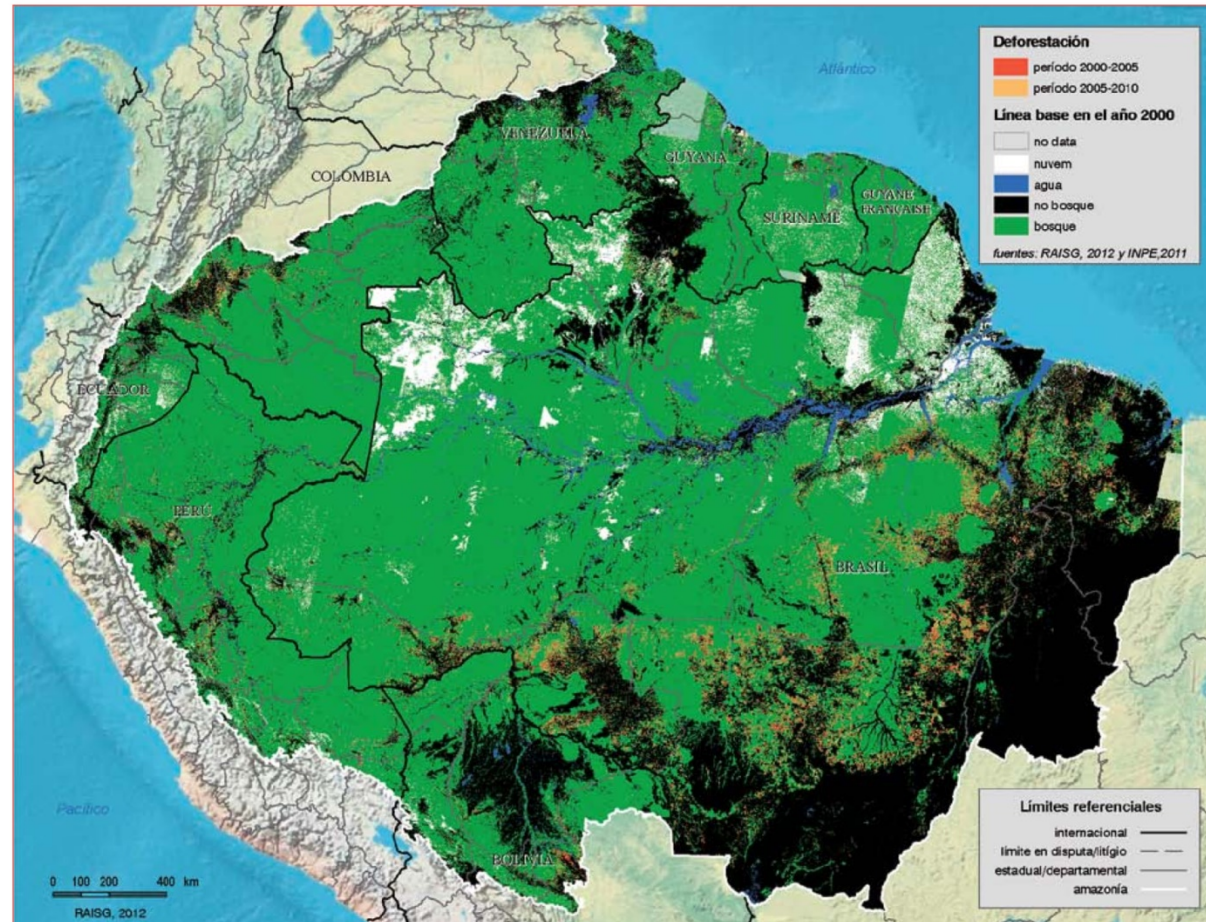 Deforestación
período 2000-2005
período 2005-2010
Línea base en el año 2000
no data
nuvem
agua
no bosque
bosque
fuentes: RAISG, 2012 y INPE,2011
Atlántico
VENEZUELA
GUYANA
COLOMBIA
SURINAME
GUYANE
FRANÇAISE
ECUADOR
PERÚ
BRASIL
BOLIVIA
Pacífico
0 100 200 400 km
RAISG, 2012
Límites referenciales
internacional
límite en disputa/litígio
estadual/departamental
amazonía